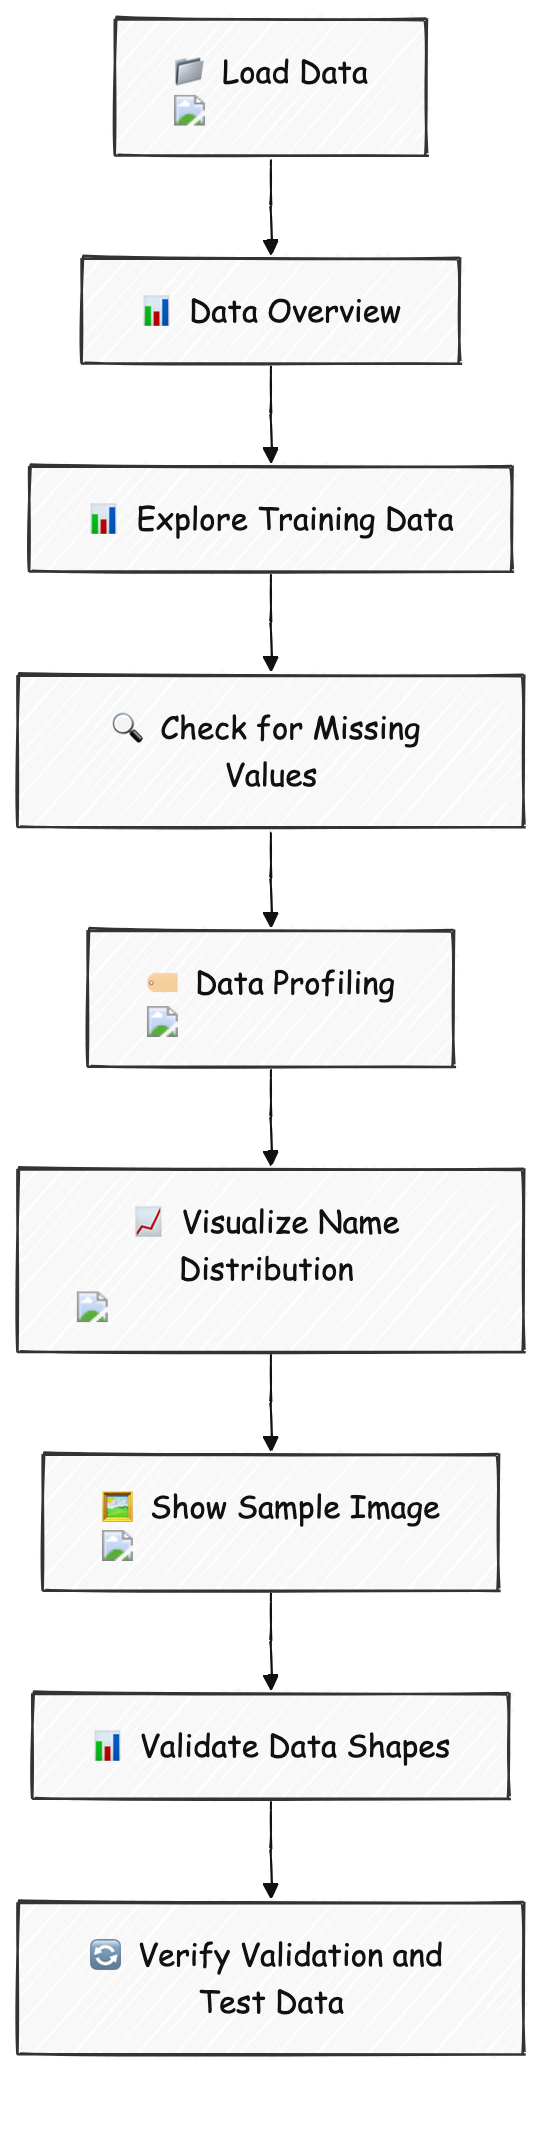 Load Data
Data Overview
Explore Training Data
Check for Missing
Values
Data Profiling
Visualize Name
Distribution
Show Sample Image
Validate Data Shapes
Verify Validation and
Test Data